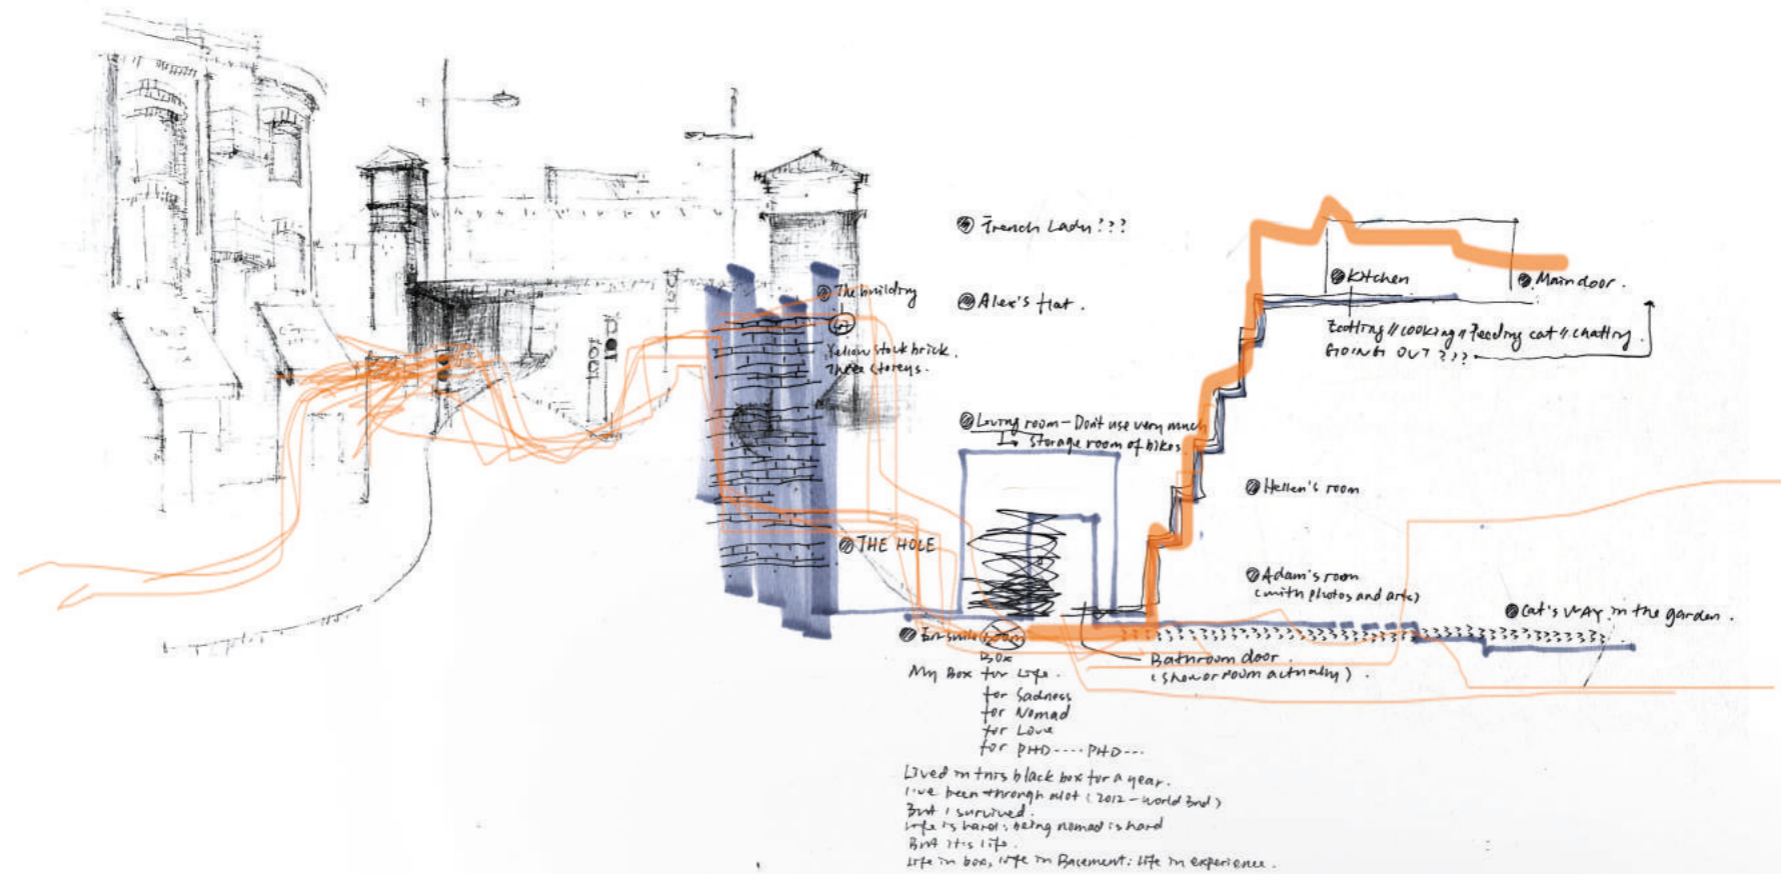 French Lady???
The building
Yellow stock brick.
Three storeys.
Alex's flat.
Kitchen
Main door.
Eatting // cooking // Feeding cat // chatting
GOING OUT ???
Living room - Don't use very much
Storage room of bikes
LOOK
Hellen's room
THE HOLE
Adam's room
(with photos and arts)
Cat's WAY in the garden.
Ensuite room
Box
Bathroom door.
(shower room actually).
My Box for Life.
for Sadness
for Nomad
for Love
for PHD----PHD---
Lived in this black box for a year.
I've been through alot (2012 - World End)
But I survived.
Life is hard; being nomad is hard
But it's life.
Life in box, life in Basement: life in experience.